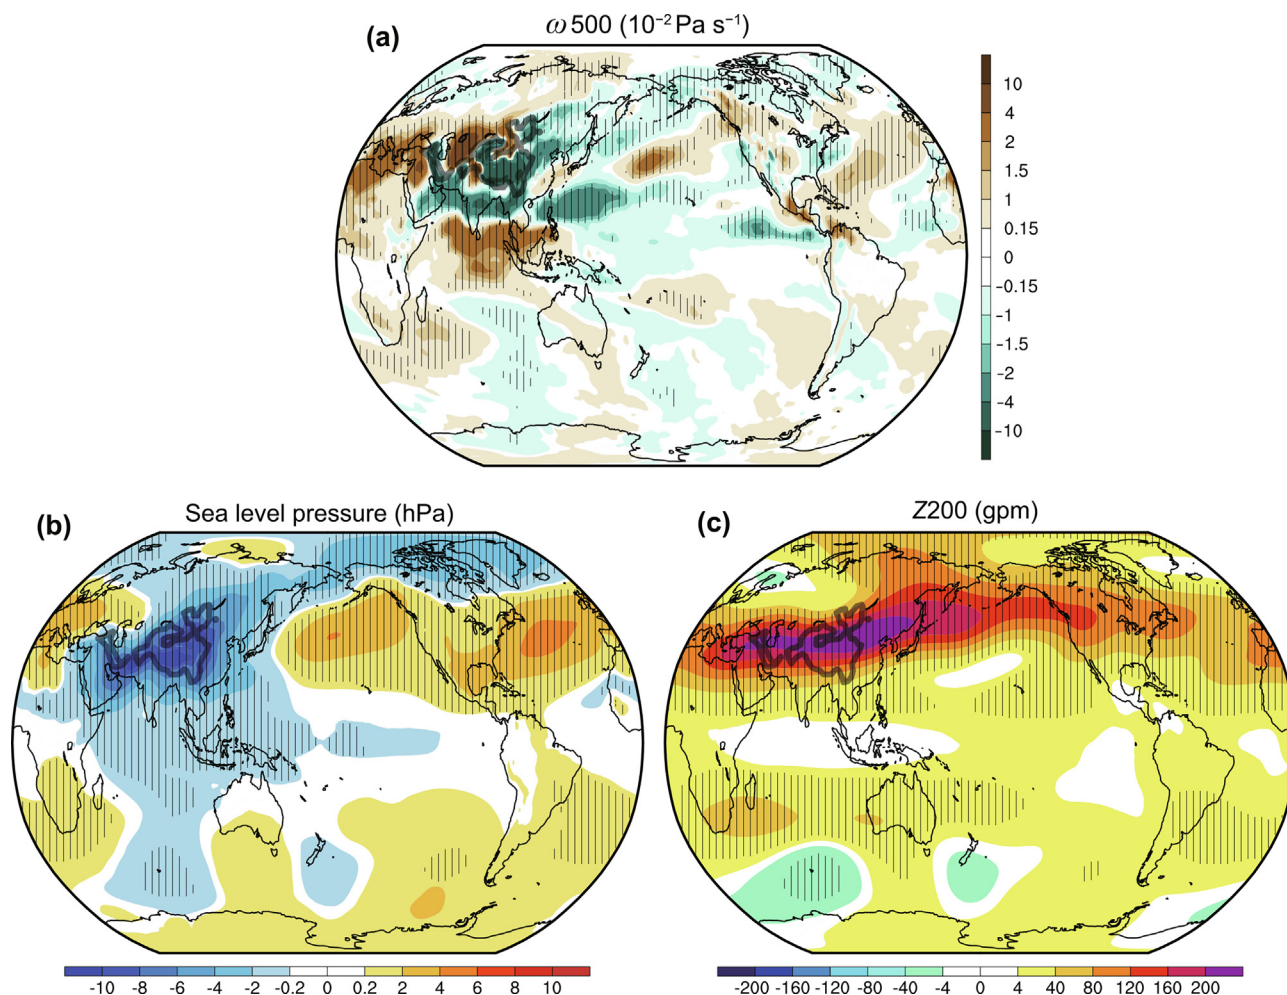 (a)
ω500 (10⁻² Pa s⁻¹)
10
4
2
1.5
1
0.15
0
-0.15
-1
-1.5
-2
-4
-10
(b)
Sea level pressure (hPa)
(c)
Z200 (gpm)
-10 -8 -6 -4 -2 -0.2 0 0.2 2 4 6 8 10
-200 -160 -120 -80 -40 -4 0 4 40 80 120 160 200